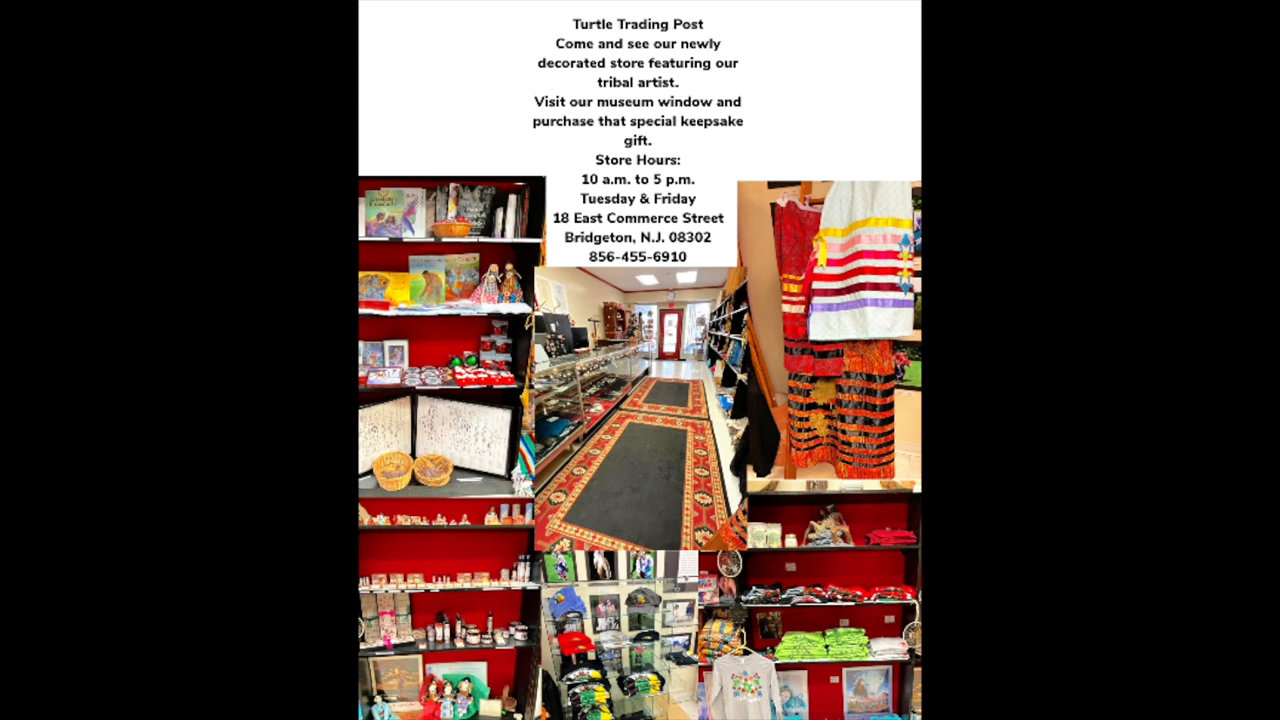 Turtle Trading Post
Come and see our newly
decorated store featuring our
tribal artist.
Visit our museum window and
purchase that special keepsake
gift.
Store Hours:
10 a.m. to 5 p.m.
Tuesday & Friday
18 East Commerce Street
Bridgeton, N.J. 08302
856-455-6910